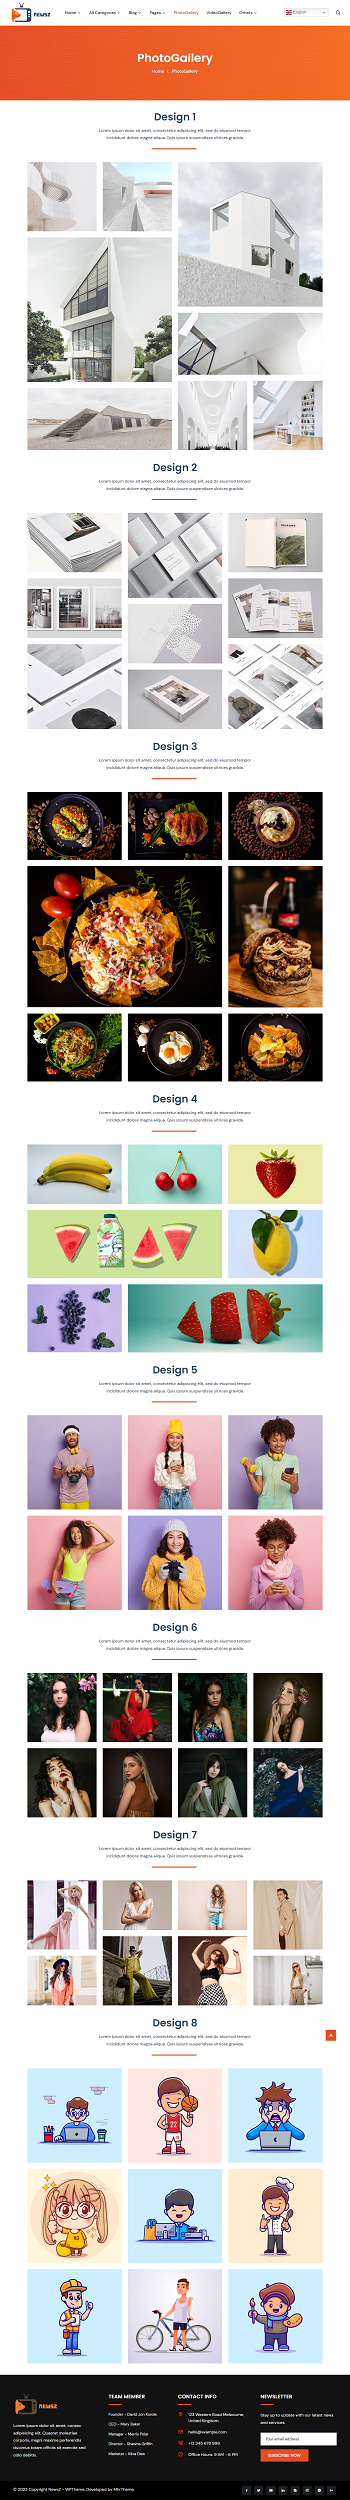 NEWSZ
Home All Categories Blog Pages PhotoGallery VideoGallery Others English
PhotoGallery
Home PhotoGallery
Design 1
Lorem ipsum dolor sit amet, consectetur adipiscing elit, sed do eiusmod tempor
incididunt dolore magna aliqua. Quis ipsum suspendisse ultrices gravida.
Design 2
Lorem ipsum dolor sit amet, consectetur adipiscing elit, sed do eiusmod tempor
incididunt dolore magna aliqua. Quis ipsum suspendisse ultrices gravida.
Design 3
Lorem ipsum dolor sit amet, consectetur adipiscing elit, sed do eiusmod tempor
incididunt dolore magna aliqua. Quis ipsum suspendisse ultrices gravida.
Design 4
Lorem ipsum dolor sit amet, consectetur adipiscing elit, sed do eiusmod tempor
incididunt dolore magna aliqua. Quis ipsum suspendisse ultrices gravida.
Design 5
Lorem ipsum dolor sit amet, consectetur adipiscing elit, sed do eiusmod tempor
incididunt dolore magna aliqua. Quis ipsum suspendisse ultrices gravida.
Design 6
Lorem ipsum dolor sit amet, consectetur adipiscing elit, sed do eiusmod tempor
incididunt dolore magna aliqua. Quis ipsum suspendisse ultrices gravida.
Design 7
Lorem ipsum dolor sit amet, consectetur adipiscing elit, sed do eiusmod tempor
incididunt dolore magna aliqua. Quis ipsum suspendisse ultrices gravida.
Design 8
Lorem ipsum dolor sit amet, consectetur adipiscing elit, sed do eiusmod tempor
incididunt dolore magna aliqua. Quis ipsum suspendisse ultrices gravida.
22
NEWSZ
Lorem ipsum dolor sit amet, consec
tetur adipiscing elit. Quaerat molestiae
corporis, magni maxime perferendis
ducimus totam officiis sit exercite sed
odio debitis.
TEAM MEMBER
Founder - David Jon Korola
CEO - Mary Bakar
Manager - Morris Polar
Director - Shawne Griffin
Marketer - Kiha Daw
CONTACT INFO
123 Western Road Melbourne,
United Kingdom.
hello@example.com
+12 345 670 999
Office Hours: 9 AM - 6 PM
NEWSLETTER
Stay up to update with our latest news
and services.
Your email address
SUBSCRIBE NOW
© 2023 Copyright NewsZ - WPTheme. Developed by MhrTheme.